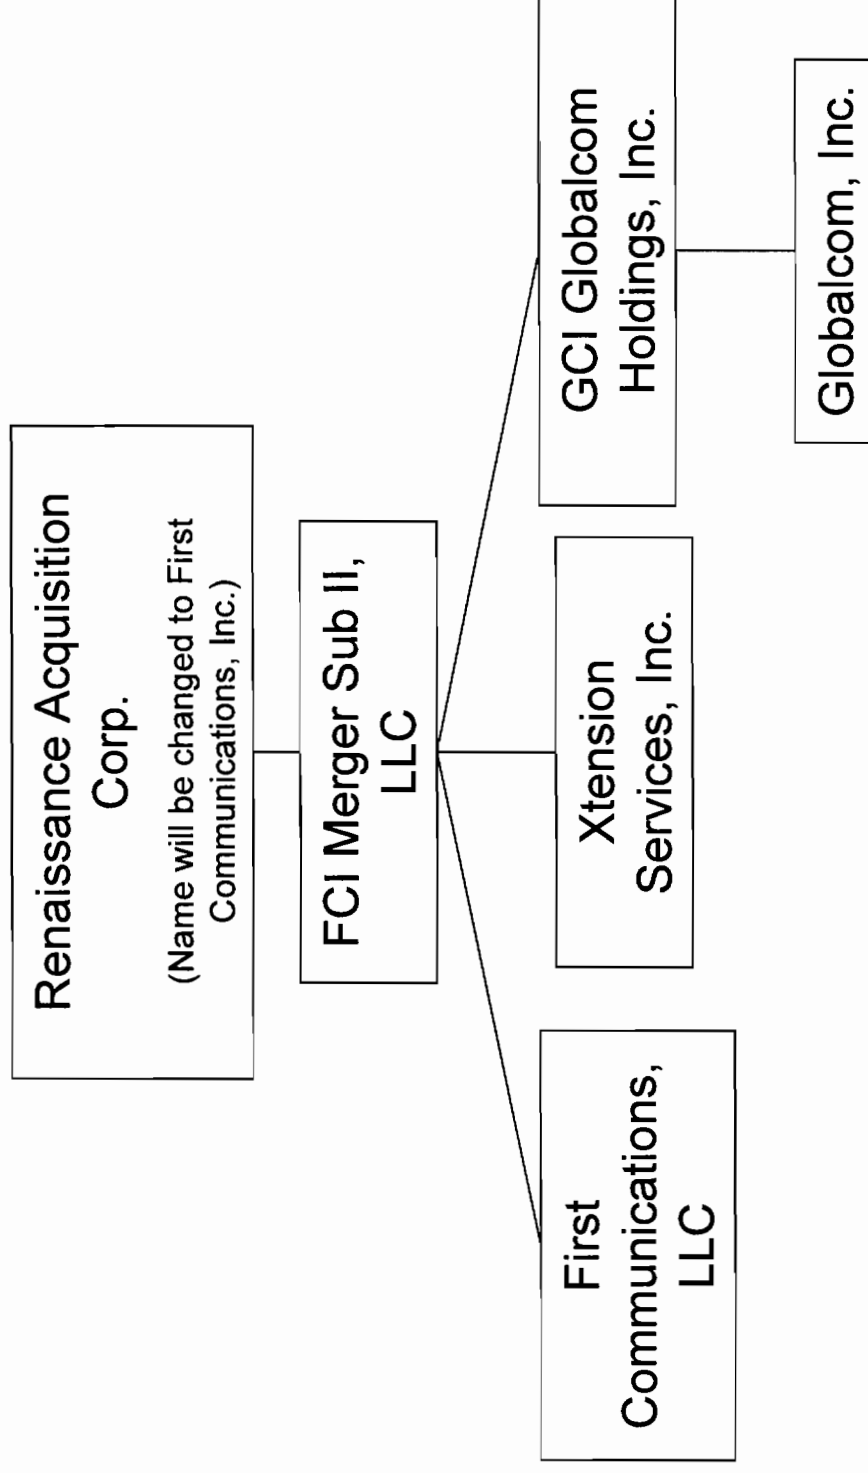 Renaissance Acquisition
Corp.
(Name will be changed to First
Communications, Inc.)
FCI Merger Sub II,
LLC
First
Communications,
LLC
Xtension
Services, Inc.
GCI Globalcom
Holdings, Inc.
Globalcom, Inc.